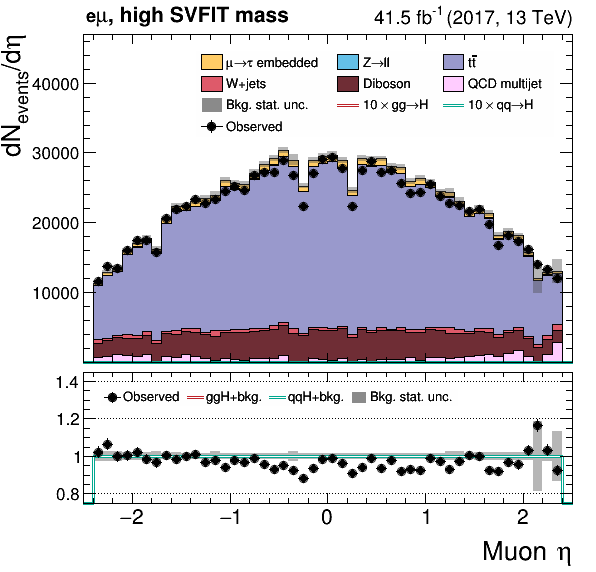 eμ, high SVFIT mass 41.5 fb⁻¹ (2017, 13 TeV)
dN_events/dη
μ→τ embedded Z→ll tt̄
W+jets Diboson QCD multijet
Bkg. stat. unc. 10 × gg→H 10 × qq→H
Observed
40000
30000
20000
10000
1.4
Observed ggH+bkg. qqH+bkg. Bkg. stat. unc.
1.2
1
0.8
−2 −1 0 1 2
Muon η